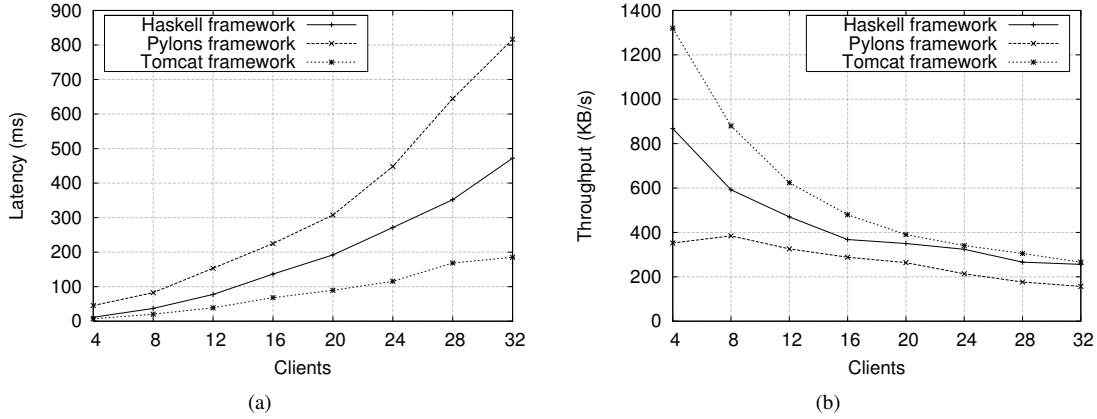 900
800
700
600
500
400
300
200
100
0
Latency (ms)
Haskell framework
Pylons framework
Tomcat framework
4 8 12 16 20 24 28 32
Clients
(a)
1400
1200
1000
800
600
400
200
0
Throughput (KB/s)
Haskell framework
Pylons framework
Tomcat framework
4 8 12 16 20 24 28 32
Clients
(b)